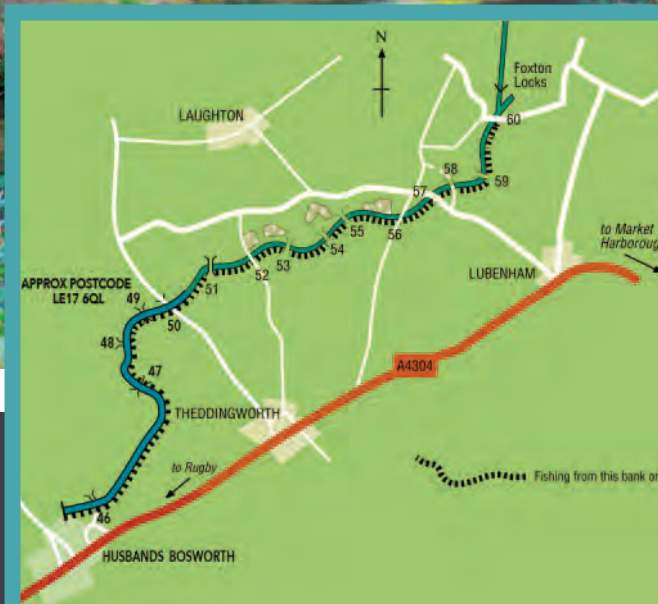 N
Foxton
Locks
60
LAUGHTON
59
58
57
56
55
54
53
52
51
to Market
LUBENHAM
APPROX POSTCODE
LE17 6QL
50
49
48
47
A4304
THEDDINGWORTH
to Rugby
Fishing from this bank
46
HUSBANDS BOSWORTH